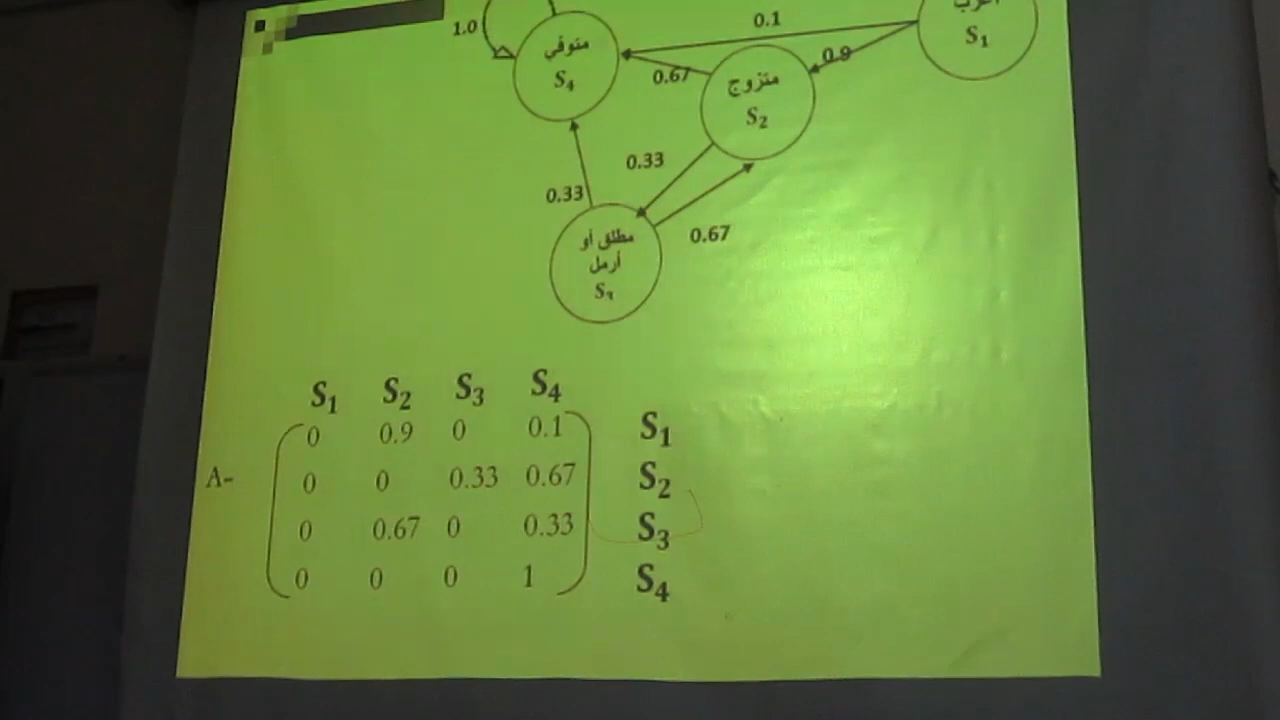 1.0
0.1
أعزب
S1
متوفي
S4
0.67
0.9
متزوج
S2
0.33
0.33
مطلق أو
أرمل
S3
0.67
S1 S2 S3 S4
0 0.9 0 0.1 S1
A- 0 0 0.33 0.67 S2
0 0.67 0 0.33 S3
0 0 0 1 S4